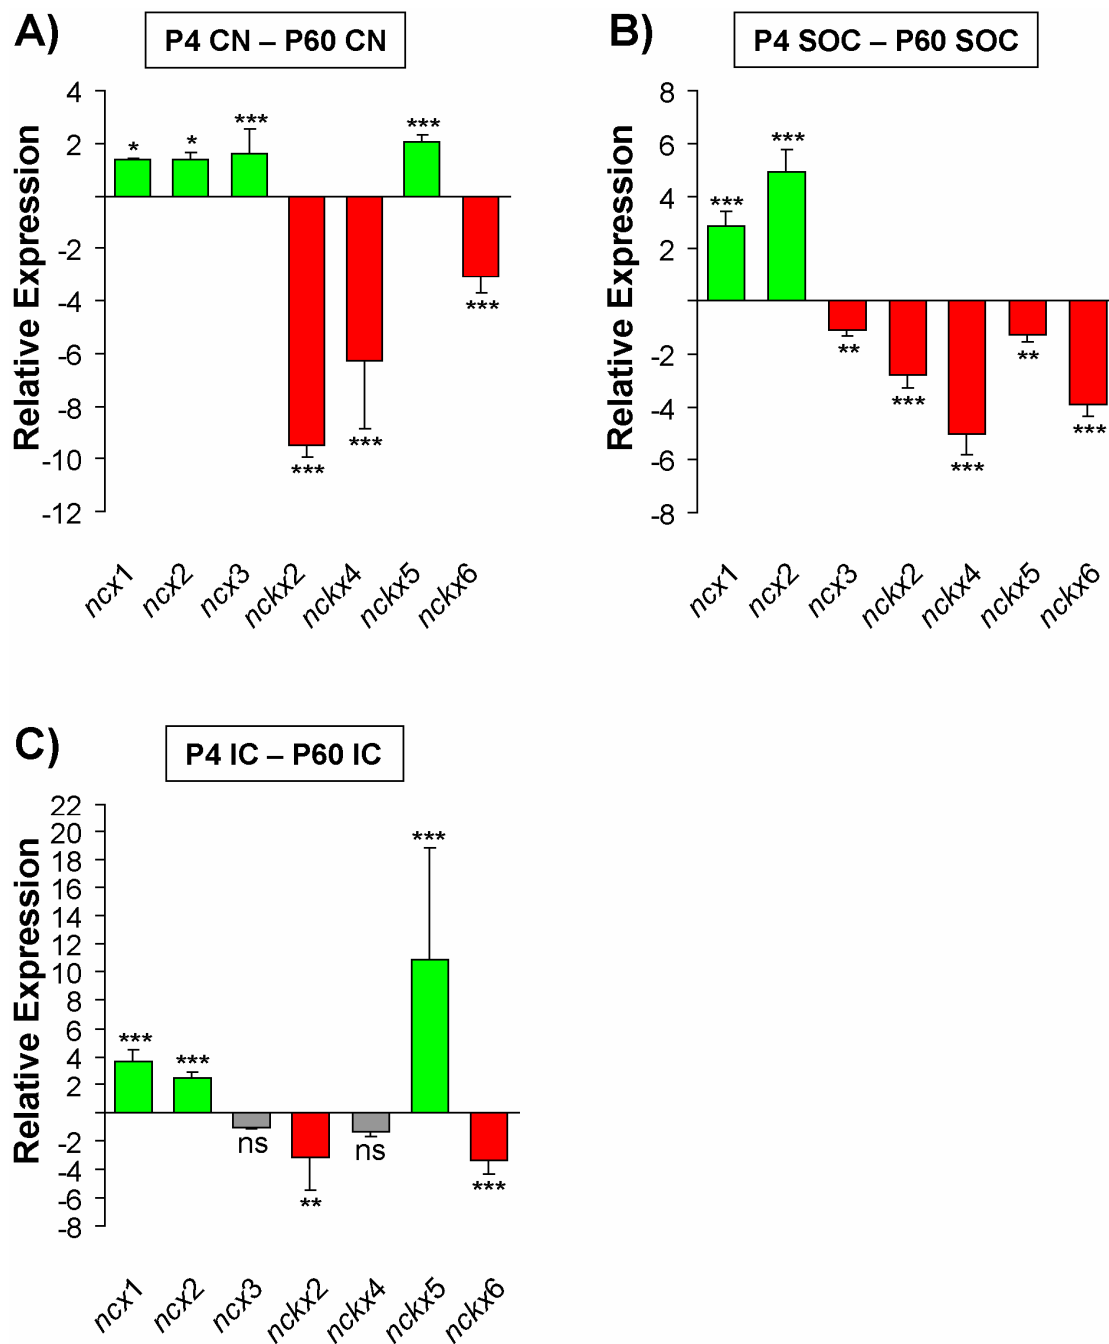 A)
P4 CN – P60 CN
Relative Expression
4
2
-2
-4
-6
-8
-10
-12
*
*
***
***
***
***
***
ncx1
ncx2
ncx3
nckx2
nckx4
nckx5
nckx6
B)
P4 SOC – P60 SOC
Relative Expression
8
6
4
2
-2
-4
-6
-8
***
***
**
***
***
**
***
ncx1
ncx2
ncx3
nckx2
nckx4
nckx5
nckx6
C)
P4 IC – P60 IC
Relative Expression
22
20
18
16
14
12
10
8
6
4
2
-2
-4
-6
-8
***
***
ns
**
ns
***
***
ncx1
ncx2
ncx3
nckx2
nckx4
nckx5
nckx6